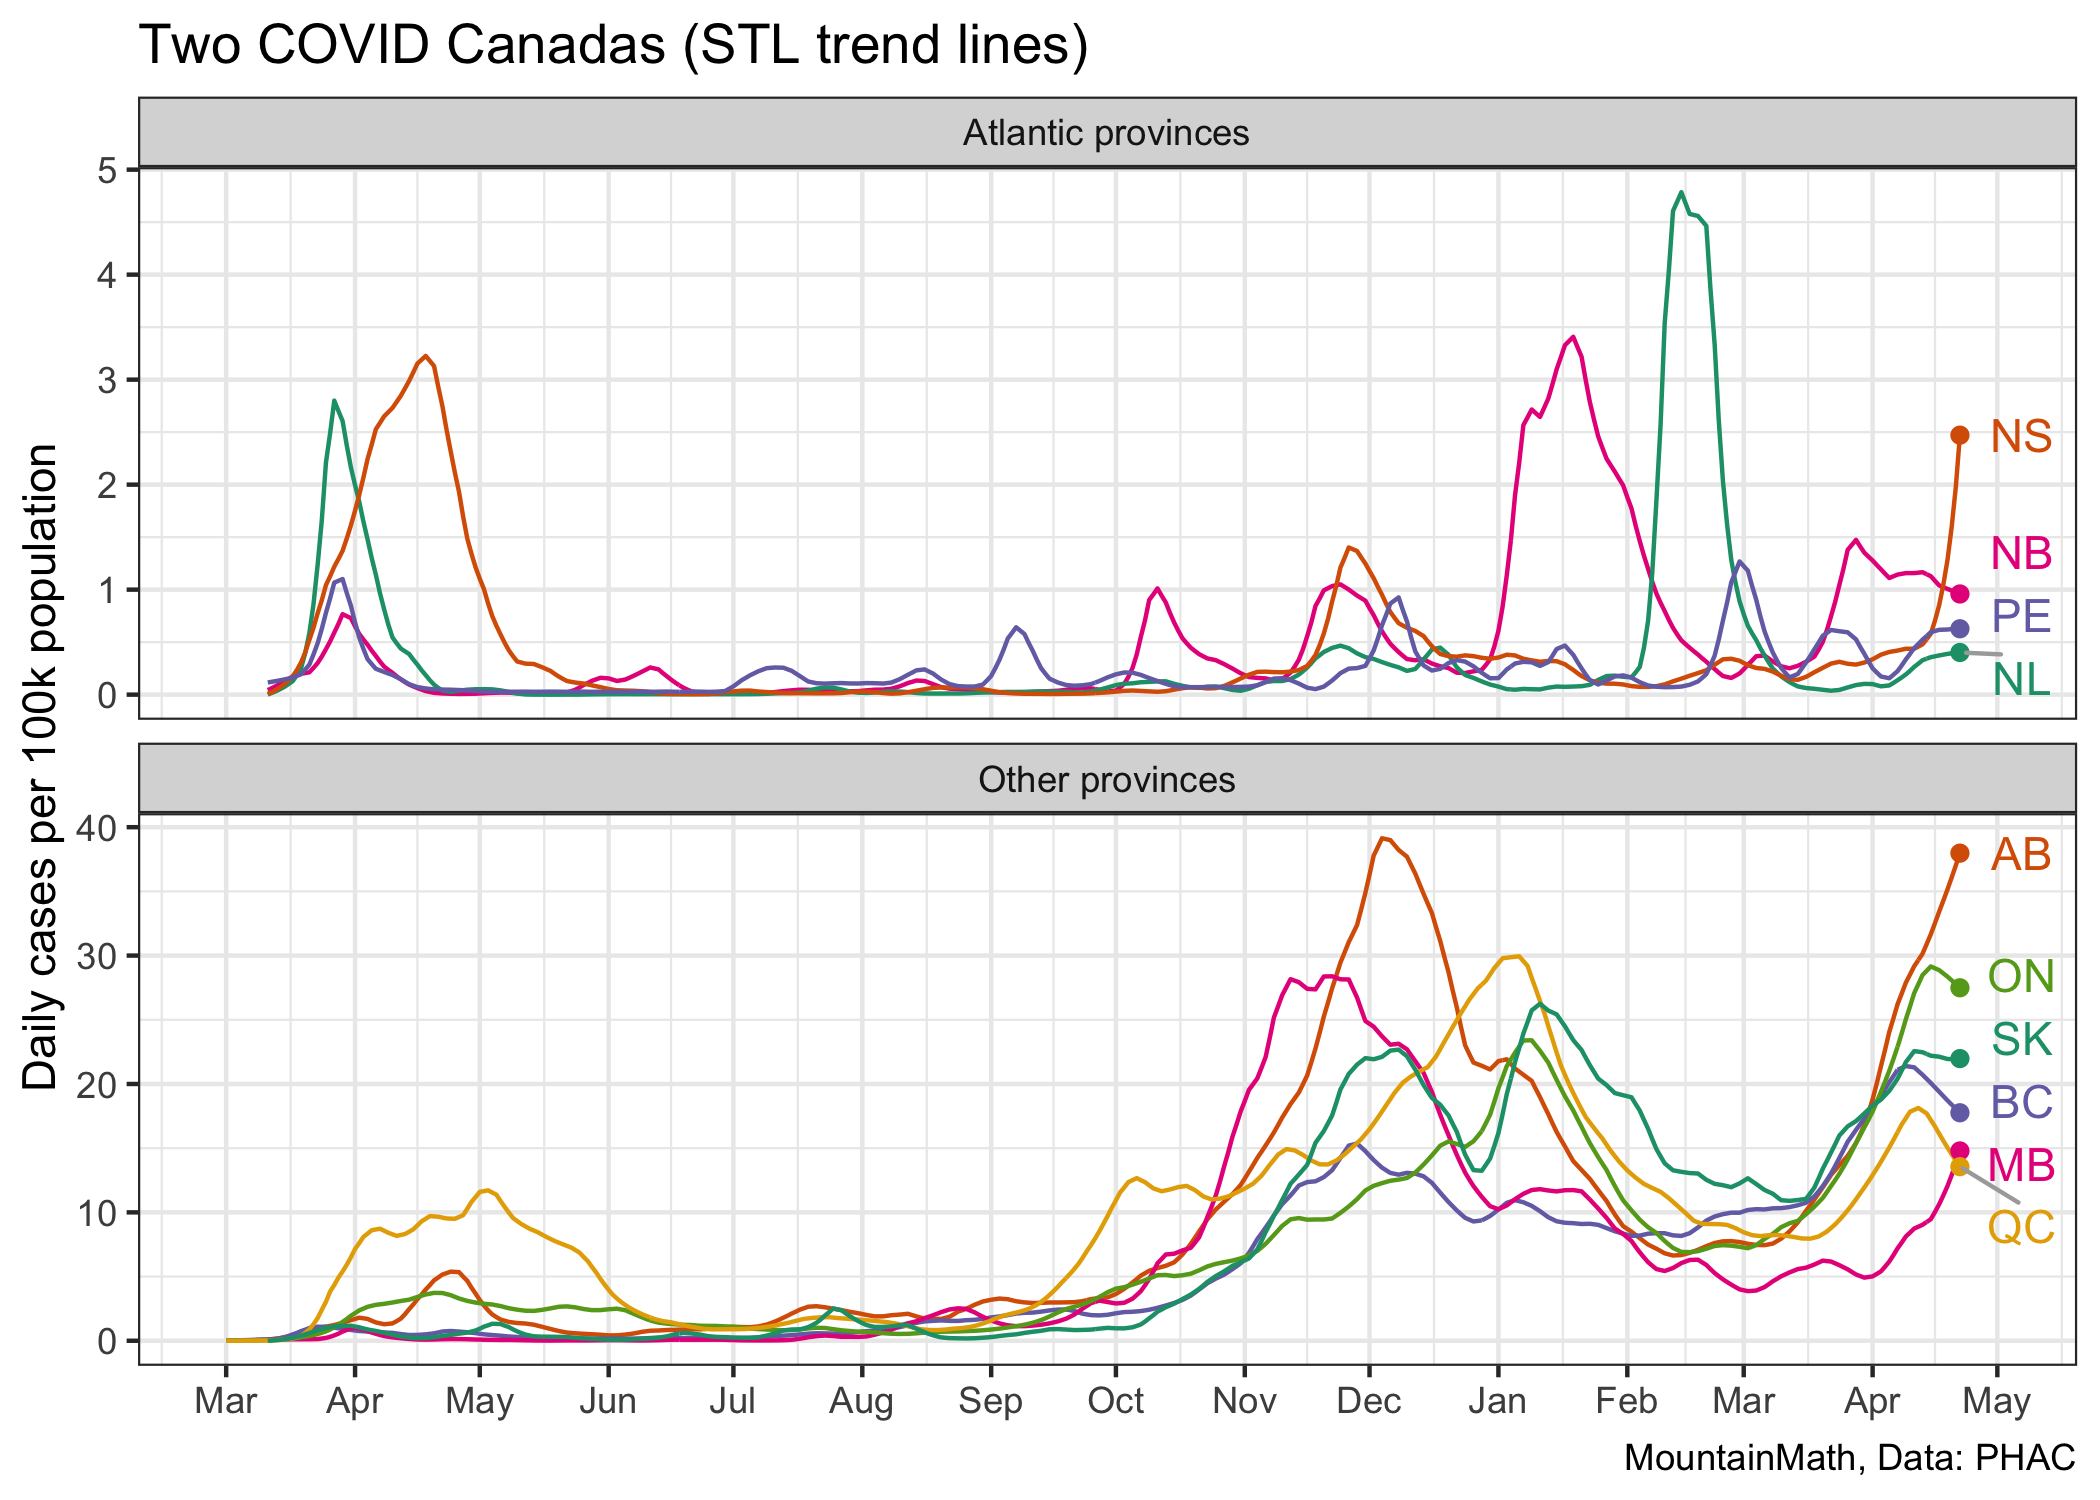 Two COVID Canadas (STL trend lines)
Atlantic provinces
5
4
3
2
1
0
NS
NB
PE
NL
Daily cases per 100k population
Other provinces
40
30
20
10
0
AB
ON
SK
BC
MB
QC
Mar Apr May Jun Jul Aug Sep Oct Nov Dec Jan Feb Mar Apr May
MountainMath, Data: PHAC